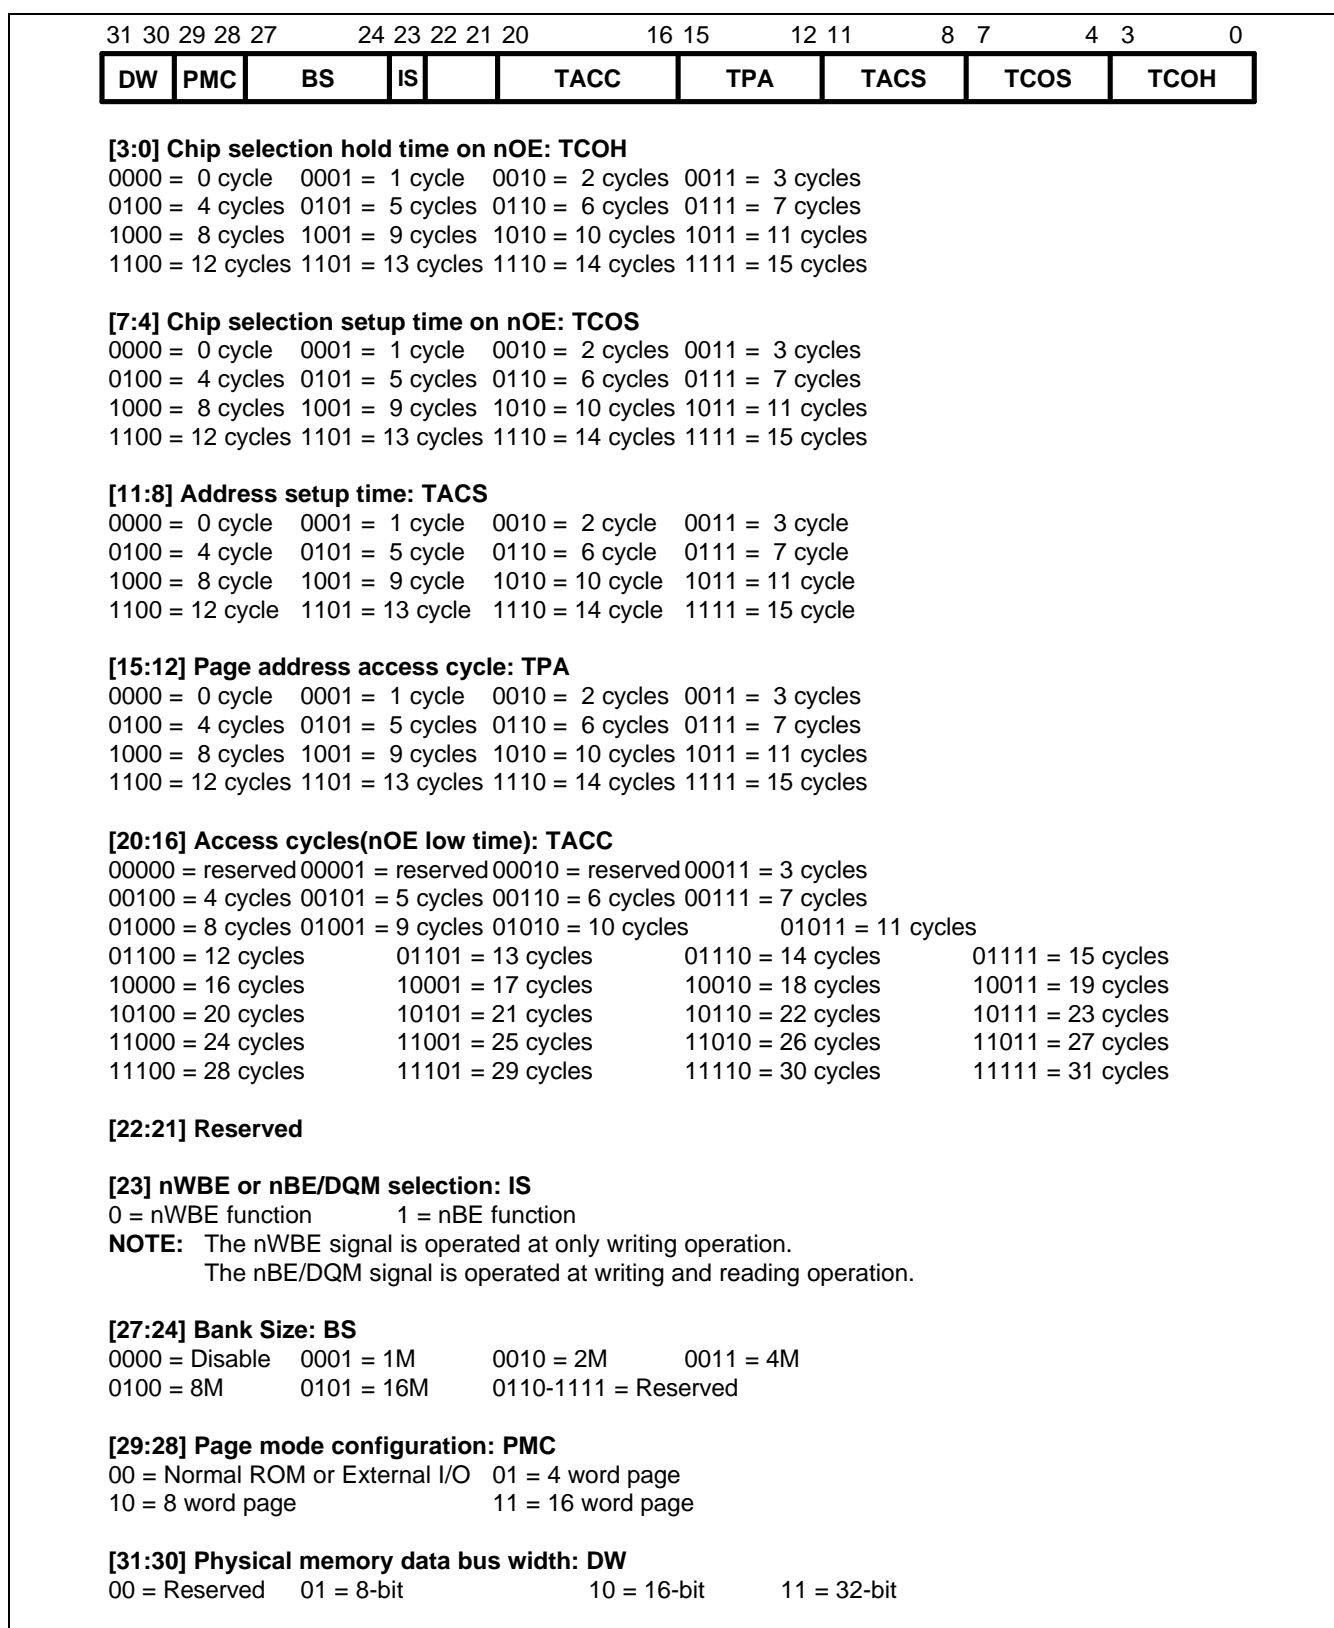 31 30 29 28 27 24 23 22 21 20 16 15 12 11 8 7 4 3 0
DW PMC BS IS TACC TPA TACS TCOS TCOH
[3:0] Chip selection hold time on nOE: TCOH
0000 = 0 cycle 0001 = 1 cycle 0010 = 2 cycles 0011 = 3 cycles
0100 = 4 cycles 0101 = 5 cycles 0110 = 6 cycles 0111 = 7 cycles
1000 = 8 cycles 1001 = 9 cycles 1010 = 10 cycles 1011 = 11 cycles
1100 = 12 cycles 1101 = 13 cycles 1110 = 14 cycles 1111 = 15 cycles
[7:4] Chip selection setup time on nOE: TCOS
0000 = 0 cycle 0001 = 1 cycle 0010 = 2 cycles 0011 = 3 cycles
0100 = 4 cycles 0101 = 5 cycles 0110 = 6 cycles 0111 = 7 cycles
1000 = 8 cycles 1001 = 9 cycles 1010 = 10 cycles 1011 = 11 cycles
1100 = 12 cycles 1101 = 13 cycles 1110 = 14 cycles 1111 = 15 cycles
[11:8] Address setup time: TACS
0000 = 0 cycle 0001 = 1 cycle 0010 = 2 cycle 0011 = 3 cycle
0100 = 4 cycle 0101 = 5 cycle 0110 = 6 cycle 0111 = 7 cycle
1000 = 8 cycle 1001 = 9 cycle 1010 = 10 cycle 1011 = 11 cycle
1100 = 12 cycle 1101 = 13 cycle 1110 = 14 cycle 1111 = 15 cycle
[15:12] Page address access cycle: TPA
0000 = 0 cycle 0001 = 1 cycle 0010 = 2 cycles 0011 = 3 cycles
0100 = 4 cycles 0101 = 5 cycles 0110 = 6 cycles 0111 = 7 cycles
1000 = 8 cycles 1001 = 9 cycles 1010 = 10 cycles 1011 = 11 cycles
1100 = 12 cycles 1101 = 13 cycles 1110 = 14 cycles 1111 = 15 cycles
[20:16] Access cycles(nOE low time): TACC
00000 = reserved 00001 = reserved 00010 = reserved 00011 = 3 cycles
00100 = 4 cycles 00101 = 5 cycles 00110 = 6 cycles 00111 = 7 cycles
01000 = 8 cycles 01001 = 9 cycles 01010 = 10 cycles 01011 = 11 cycles
01100 = 12 cycles 01101 = 13 cycles 01110 = 14 cycles 01111 = 15 cycles
10000 = 16 cycles 10001 = 17 cycles 10010 = 18 cycles 10011 = 19 cycles
10100 = 20 cycles 10101 = 21 cycles 10110 = 22 cycles 10111 = 23 cycles
11000 = 24 cycles 11001 = 25 cycles 11010 = 26 cycles 11011 = 27 cycles
11100 = 28 cycles 11101 = 29 cycles 11110 = 30 cycles 11111 = 31 cycles
[22:21] Reserved
[23] nWBE or nBE/DQM selection: IS
0 = nWBE function 1 = nBE function
NOTE: The nWBE signal is operated at only writing operation.
The nBE/DQM signal is operated at writing and reading operation.
[27:24] Bank Size: BS
0000 = Disable 0001 = 1M 0010 = 2M 0011 = 4M
0100 = 8M 0101 = 16M 0110-1111 = Reserved
[29:28] Page mode configuration: PMC
00 = Normal ROM or External I/O 01 = 4 word page
10 = 8 word page 11 = 16 word page
[31:30] Physical memory data bus width: DW
00 = Reserved 01 = 8-bit 10 = 16-bit 11 = 32-bit